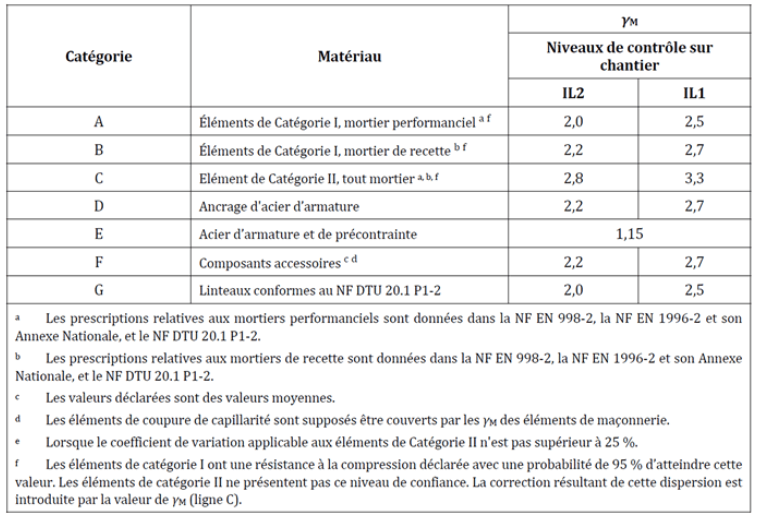 γM
Catégorie Matériau Niveaux de contrôle sur
chantier
IL2 IL1
A Éléments de Catégorie I, mortier performanciel a f 2,0 2,5
B Éléments de Catégorie I, mortier de recette b f 2,2 2,7
C Elément de Catégorie II, tout mortier a, b, f 2,8 3,3
D Ancrage d'acier d'armature 2,2 2,7
E Acier d'armature et de précontrainte 1,15
F Composants accessoires c d 2,2 2,7
G Linteaux conformes au NF DTU 20.1 P1-2 2,0 2,5
a Les prescriptions relatives aux mortiers performanciels sont données dans la NF EN 998-2, la NF EN 1996-2 et son
Annexe Nationale, et le NF DTU 20.1 P1-2.
b Les prescriptions relatives aux mortiers de recette sont données dans la NF EN 998-2, la NF EN 1996-2 et son Annexe
Nationale, et le NF DTU 20.1 P1-2.
c Les valeurs déclarées sont des valeurs moyennes.
d Les éléments de coupure de capillarité sont supposés être couverts par les γM des éléments de maçonnerie.
e Lorsque le coefficient de variation applicable aux éléments de Catégorie II n'est pas supérieur à 25 %.
f Les éléments de catégorie I ont une résistance à la compression déclarée avec une probabilité de 95 % d'atteindre cette
valeur. Les éléments de catégorie II ne présentent pas ce niveau de confiance. La correction résultant de cette dispersion est
introduite par la valeur de γM (ligne C).